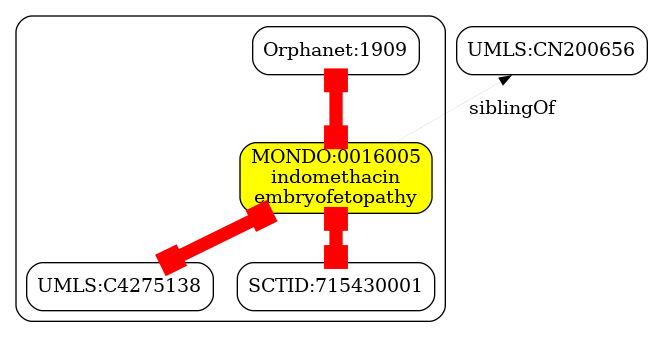 Orphanet:1909
UMLS:CN200656
siblingOf
MONDO:0016005
indomethacin
embryofetopathy
UMLS:C4275138
SCTID:715430001